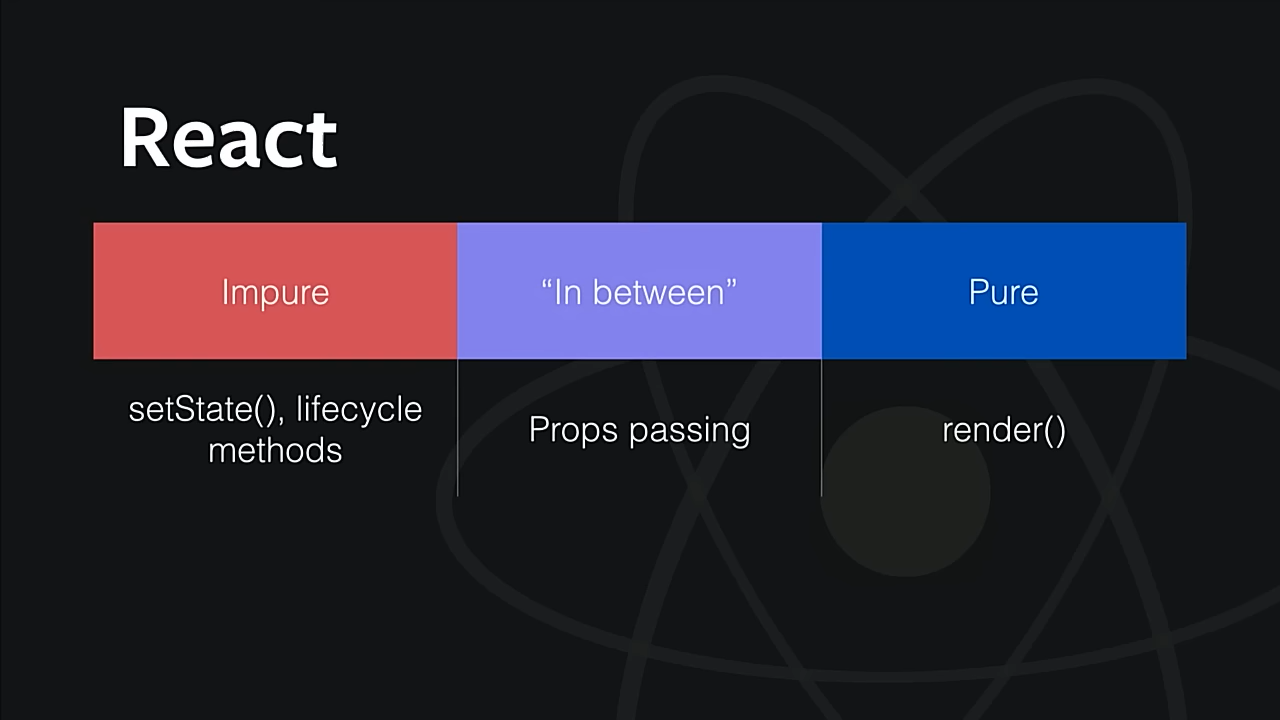 React
Impure
“In between”
Pure
setState(), lifecycle
methods
Props passing
render()